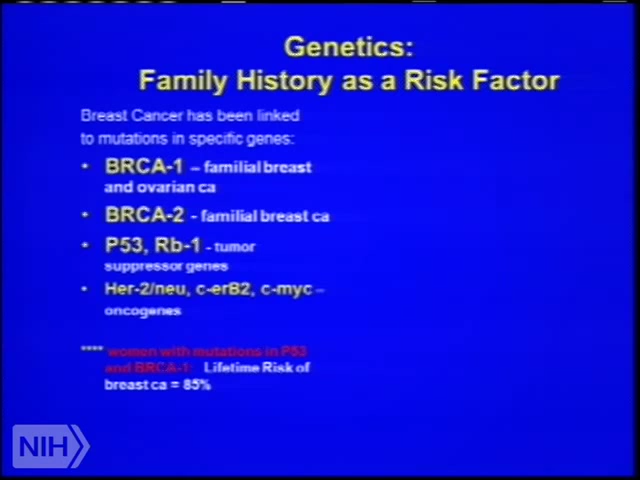 Genetics:
Family History as a Risk Factor
Breast Cancer has been linked
to mutations in specific genes:
• BRCA-1 – familial breast
and ovarian ca
• BRCA-2 - familial breast ca
• P53, Rb-1 - tumor
suppressor genes
• Her-2/neu, c-erB2, c-myc –
oncogenes
**** women with mutations in P53
and BRCA-1: Lifetime Risk of
breast ca = 85%
NIH